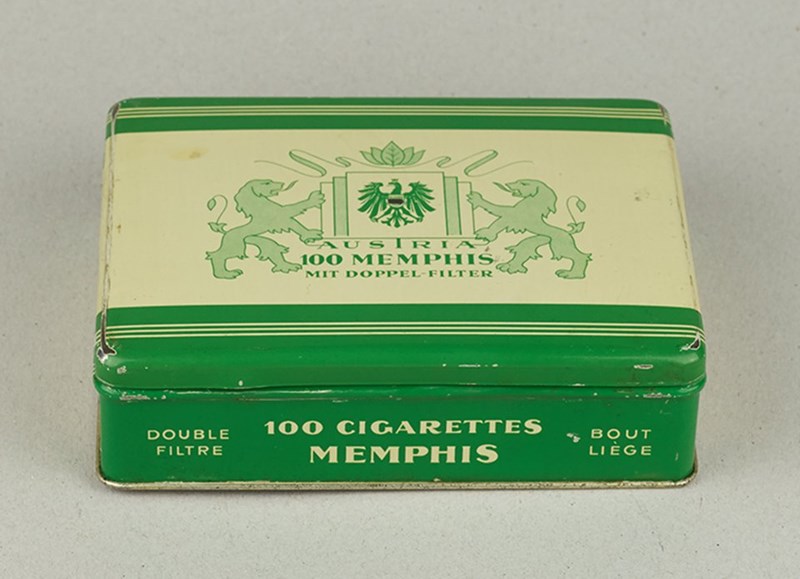 AUSTRIA
100 MEMPHIS
MIT DOPPEL-FILTER
DOUBLE
FILTRE
100 CIGARETTES
MEMPHIS
BOUT
LIÈGE